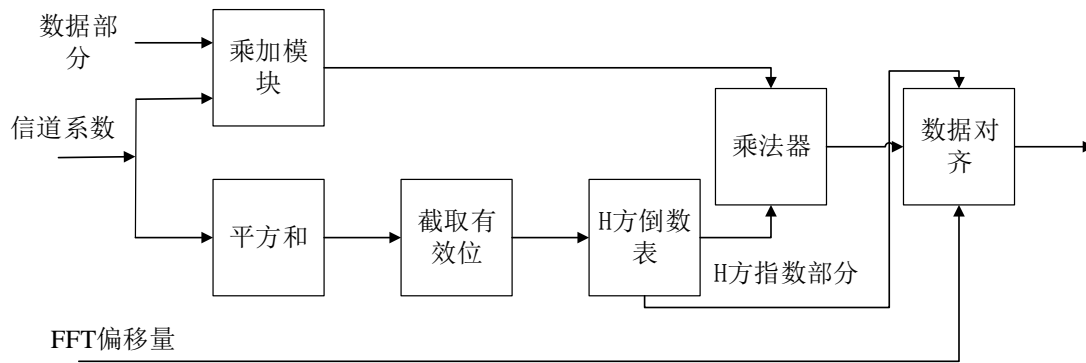 数据部
分
乘加模
块
信道系数
乘法器
数据对
齐
平方和
截取有
效位
H方倒数
表
H方指数部分
FFT偏移量